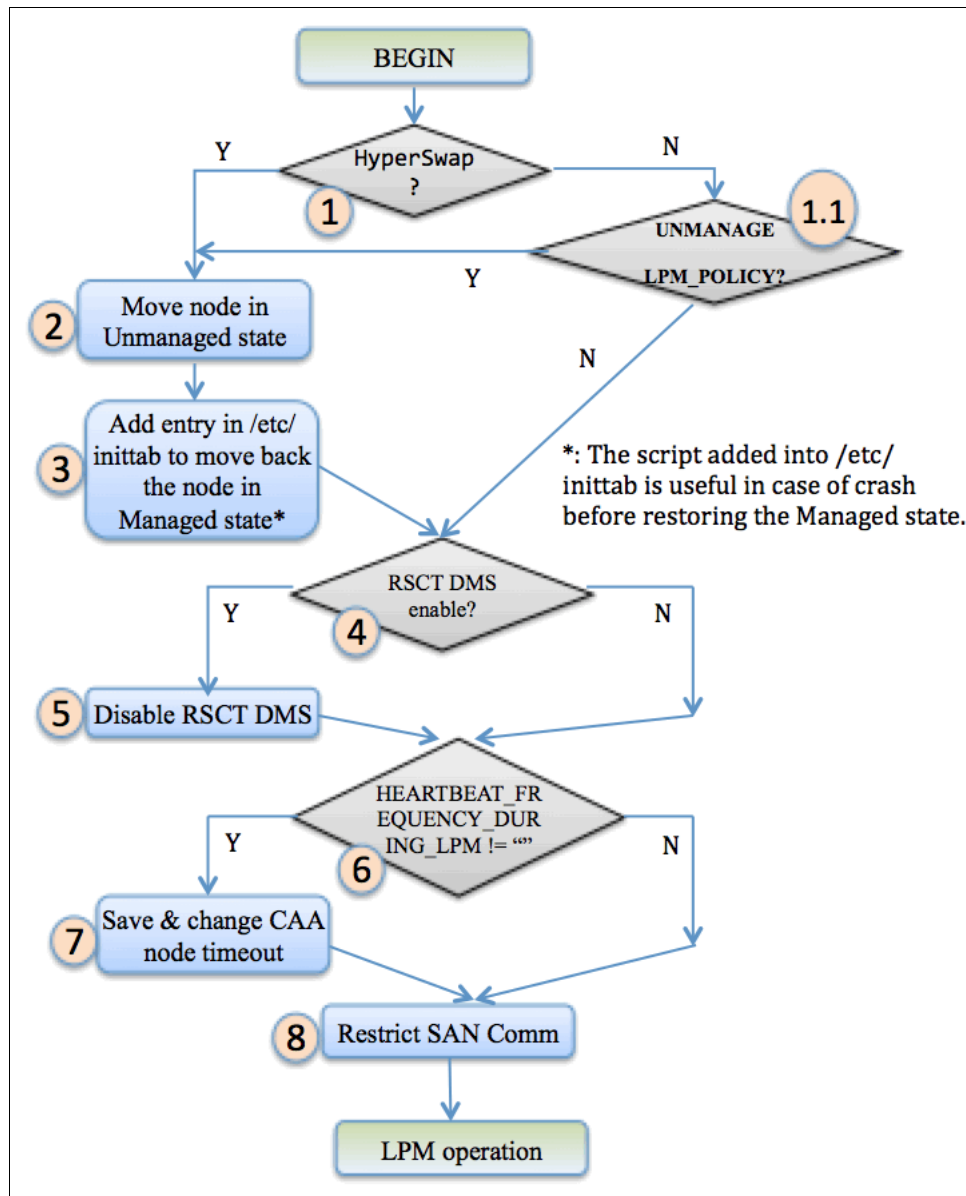 BEGIN
HyperSwap
?
Y
N
1
1.1
UNMANAGE
LPM_POLICY?
Y
N
2
Move node in
Unmanaged state
3
Add entry in /etc/
inittab to move back
the node in
Managed state*
*: The script added into /etc/
inittab is useful in case of crash
before restoring the Managed state.
RSCT DMS
enable?
4
Y
N
5
Disable RSCT DMS
HEARTBEAT_FR
EQUENCY_DUR
ING_LPM != “”
6
Y
N
7
Save & change CAA
node timeout
8
Restrict SAN Comm
LPM operation